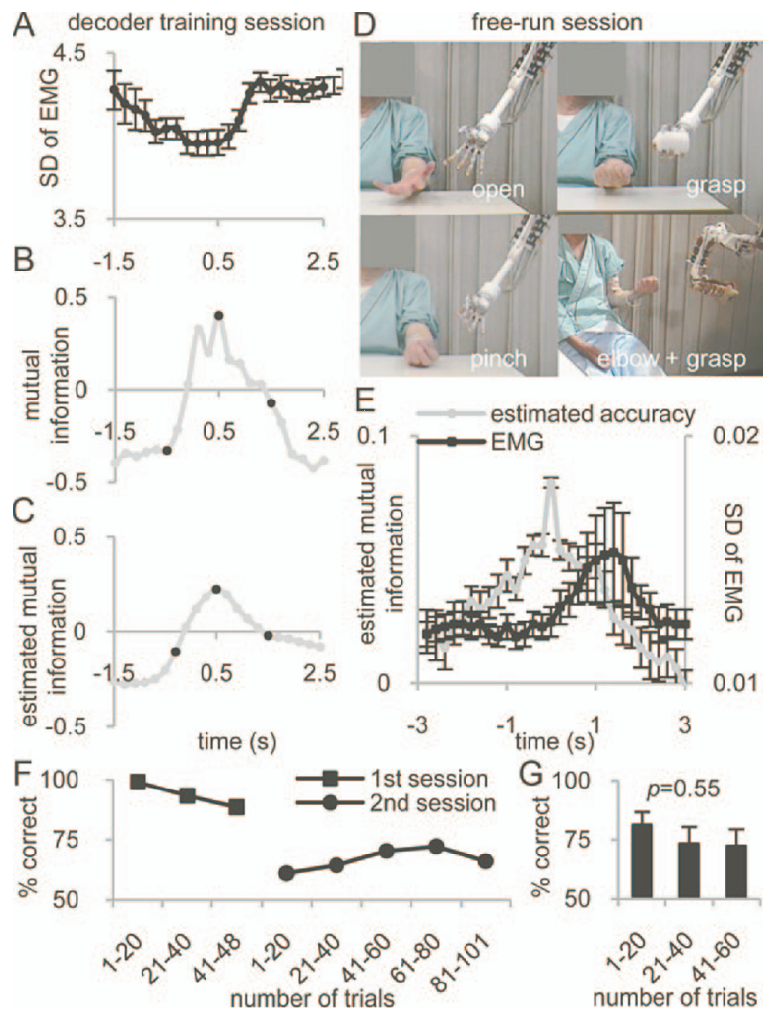 A decoder training session
4.5
SD of EMG
3.5
-1.5 0.5 2.5
B
0.5
mutual information
0
-1.5 0.5 2.5
-0.5
C
0.5
estimated mutual information
0
-1.5 0.5 2.5
-0.5
time (s)
D free-run session
open
grasp
pinch
elbow + grasp
E
estimated accuracy
EMG
0.1
0.02
estimated mutual information
SD of EMG
0
0.01
-3 -1 1 3
time (s)
F
1st session
2nd session
100
% correct
75
50
1-20 21-40 41-48 1-20 21-40 41-60 61-80 81-101
number of trials
G
100
p=0.55
% correct
75
50
1-20 21-40 41-60
number of trials